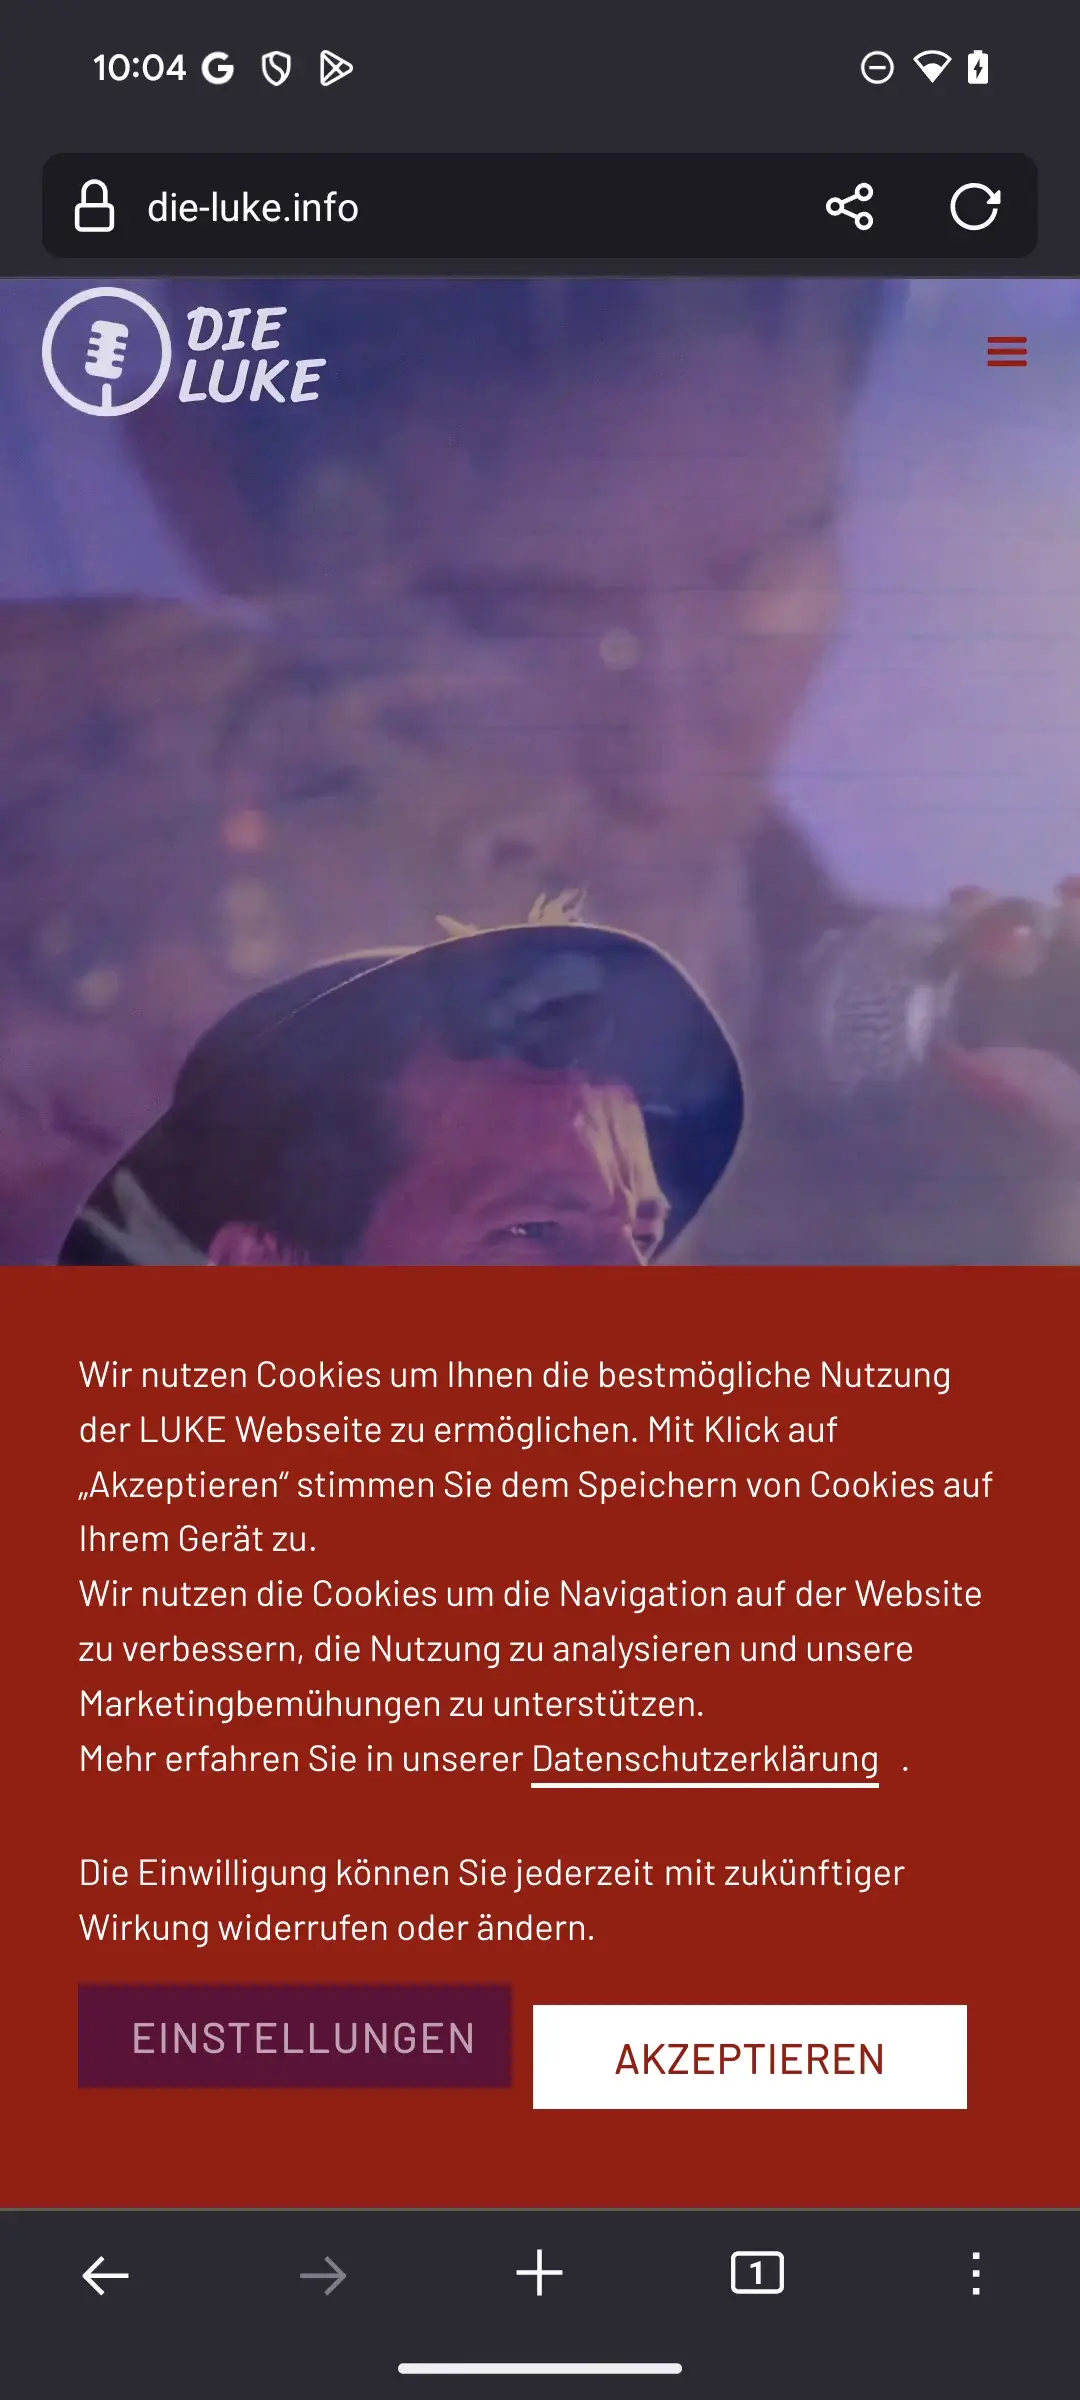 10:04
die-luke.info
DIE
LUKE
Wir nutzen Cookies um Ihnen die bestmögliche Nutzung
der LUKE Webseite zu ermöglichen. Mit Klick auf
„Akzeptieren“ stimmen Sie dem Speichern von Cookies auf
Ihrem Gerät zu.
Wir nutzen die Cookies um die Navigation auf der Website
zu verbessern, die Nutzung zu analysieren und unsere
Marketingbemühungen zu unterstützen.
Mehr erfahren Sie in unserer Datenschutzerklärung .
Die Einwilligung können Sie jederzeit mit zukünftiger
Wirkung widerrufen oder ändern.
EINSTELLUNGEN
AKZEPTIEREN
1